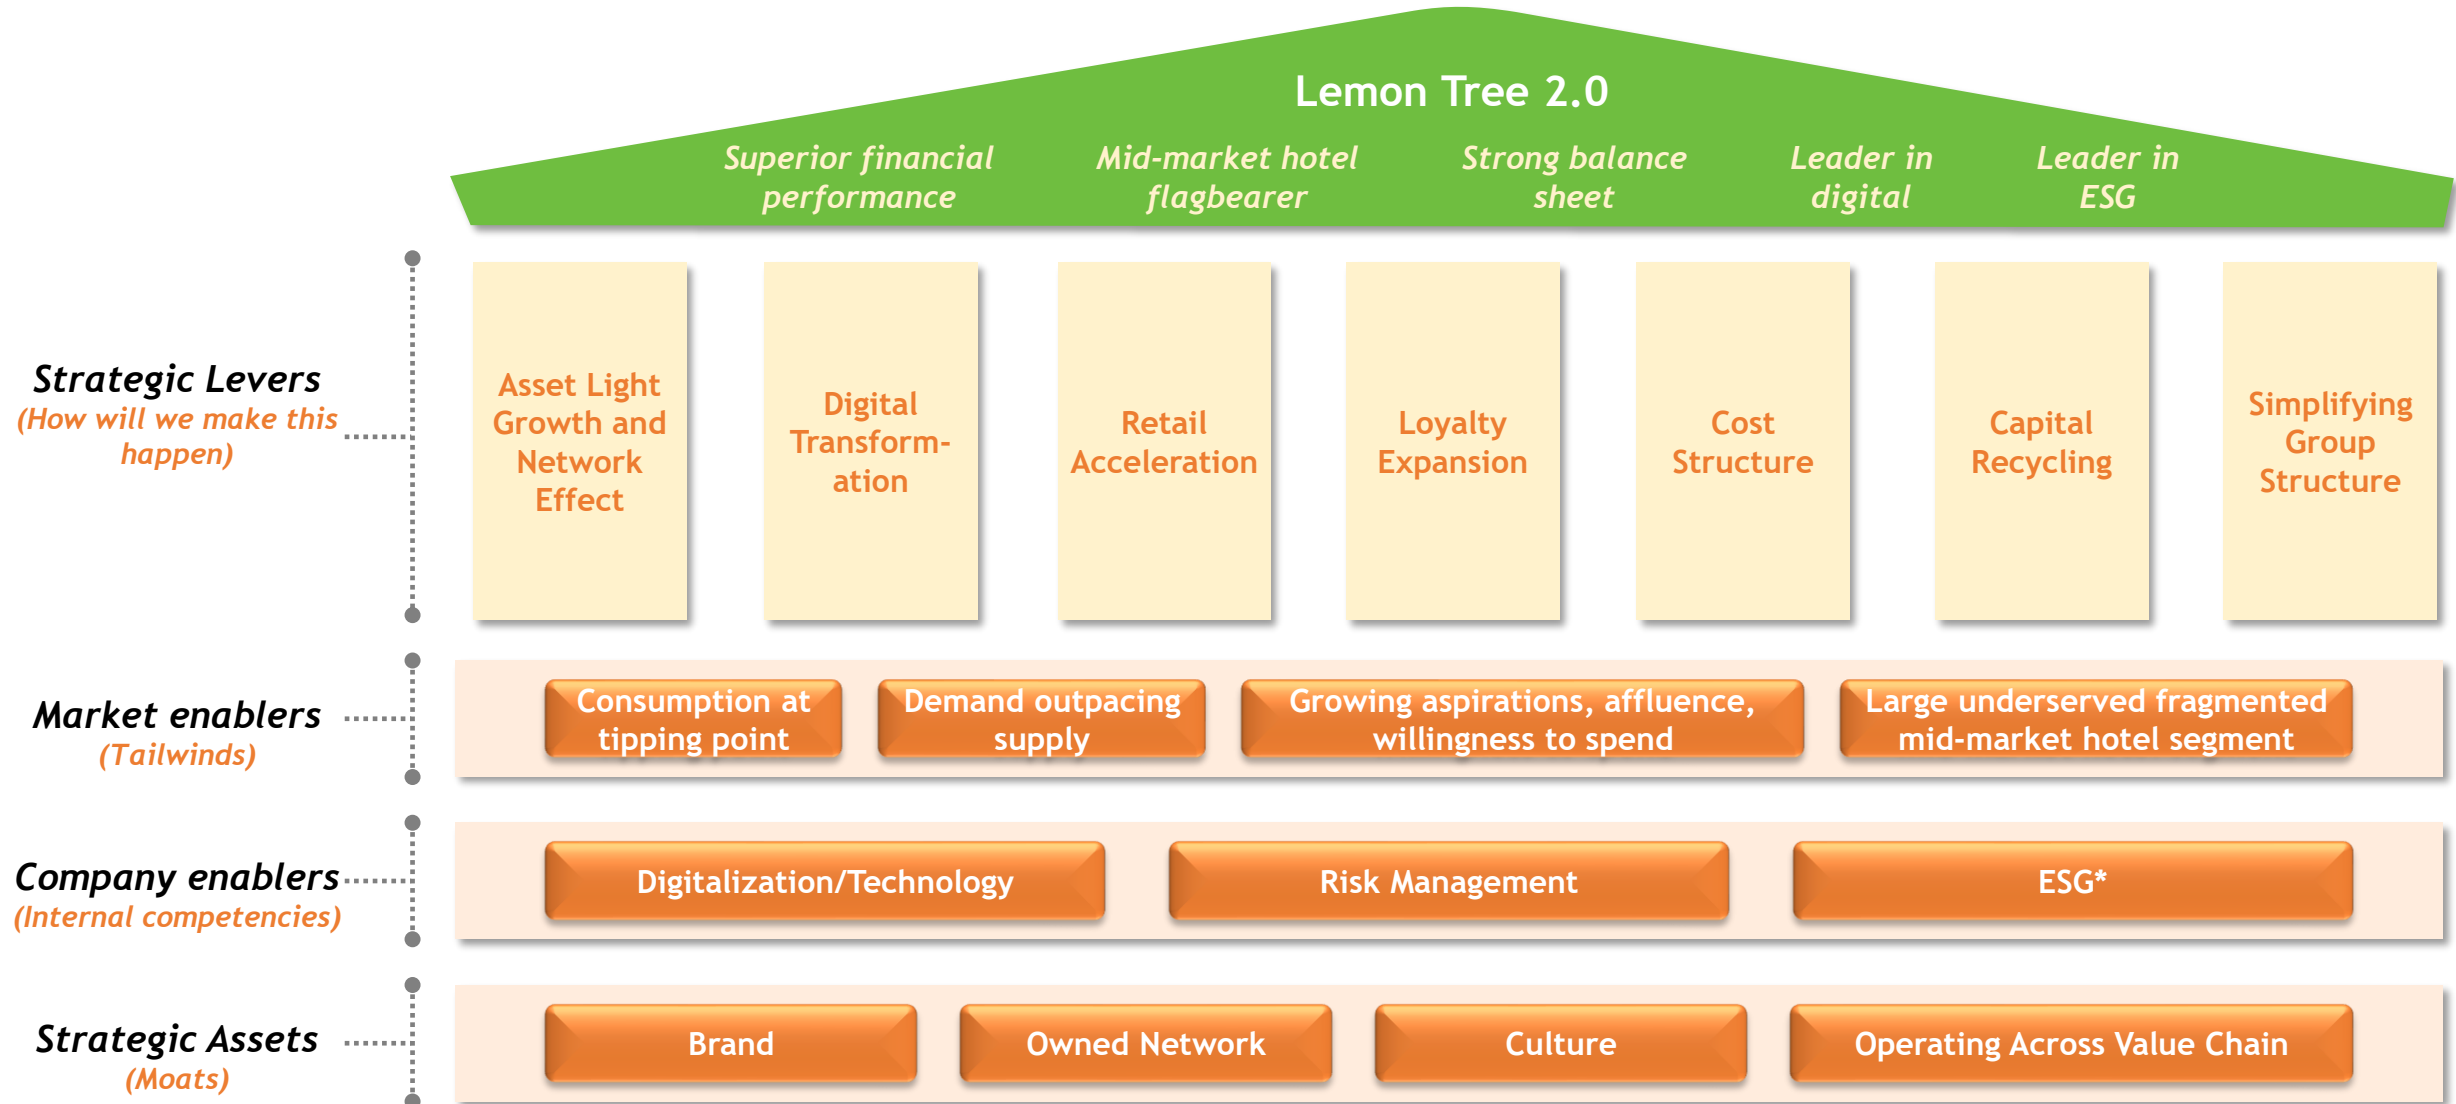 Lemon Tree 2.0
Superior financial
performance
Mid-market hotel
flagbearer
Strong balance
sheet
Leader in
digital
Leader in
ESG
Strategic Levers
(How will we make this
happen)
Asset Light
Growth and
Network
Effect
Digital
Transform-
ation
Retail
Acceleration
Loyalty
Expansion
Cost
Structure
Capital
Recycling
Simplifying
Group
Structure
Market enablers
(Tailwinds)
Consumption at
tipping point
Demand outpacing
supply
Growing aspirations, affluence,
willingness to spend
Large underserved fragmented
mid-market hotel segment
Company enablers
(Internal competencies)
Digitalization/Technology
Risk Management
ESG*
Strategic Assets
(Moats)
Brand
Owned Network
Culture
Operating Across Value Chain